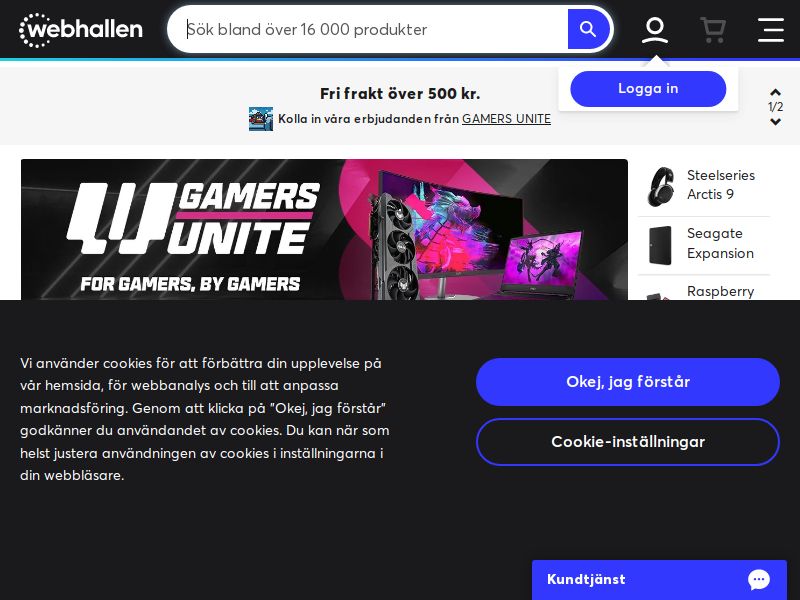 webhallen
Sök bland över 16 000 produkter
Logga in
Fri frakt över 500 kr.
Kolla in våra erbjudanden från GAMERS UNITE
1/2
GAMERS
UNITE
FOR GAMERS, BY GAMERS
Steelseries
Arctis 9
Seagate
Expansion
Raspberry
Vi använder cookies för att förbättra din upplevelse på
vår hemsida, för webbanalys och till att anpassa
marknadsföring. Genom att klicka på ”Okej, jag förstår”
godkänner du användandet av cookies. Du kan när som
helst justera användningen av cookies i inställningarna i
din webbläsare.
Okej, jag förstår
Cookie-inställningar
Kundtjänst